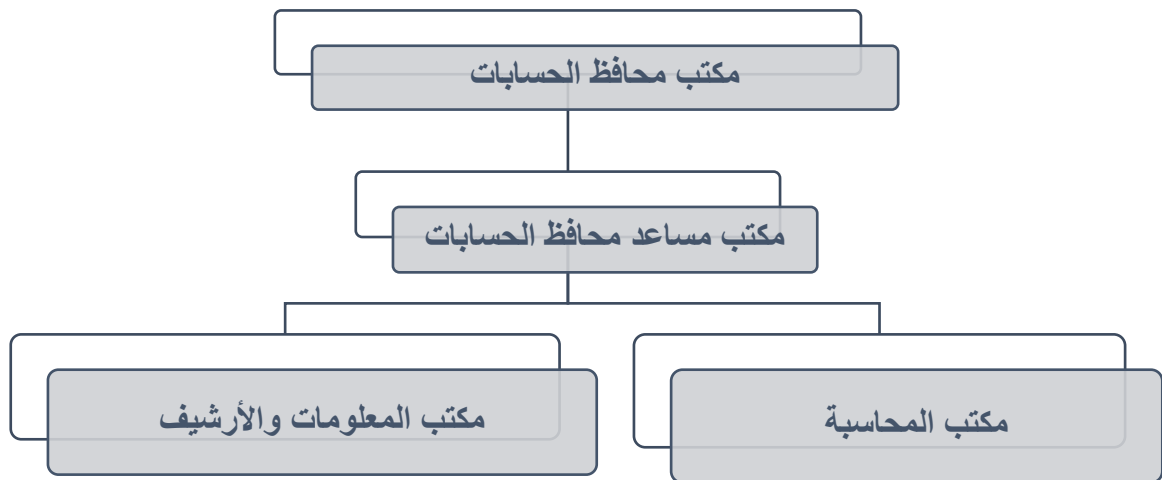 مكتب محافظ الحسابات
مكتب مساعد محافظ الحسابات
مكتب المحاسبة
مكتب المعلومات والأرشيف